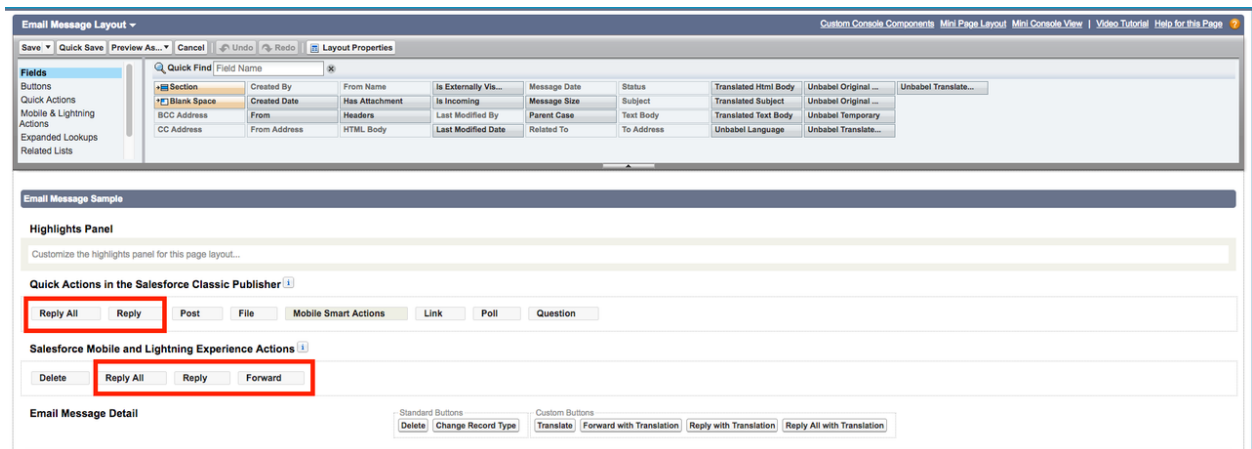 Email Message Layout
Custom Console Components Mini Page Layout Mini Console View | Video Tutorial Help for this Page ?
Save Quick Save Preview As... Cancel Undo Redo Layout Properties
Fields
Buttons
Quick Actions
Mobile & Lightning
Actions
Expanded Lookups
Related Lists
Quick Find Field Name
Section Created By From Name Is Externally Vis... Message Date Status Translated Html Body Unbabel Original ... Unbabel Translate...
Blank Space Created Date Has Attachment Is Incoming Message Size Subject Translated Subject Unbabel Original ...
BCC Address From Headers Last Modified By Parent Case Text Body Translated Text Body Unbabel Temporary
CC Address From Address HTML Body Last Modified Date Related To To Address Unbabel Language Unbabel Translate...
Email Message Sample
Highlights Panel
Customize the highlights panel for this page layout...
Quick Actions in the Salesforce Classic Publisher i
Reply All Reply Post File Mobile Smart Actions Link Poll Question
Salesforce Mobile and Lightning Experience Actions i
Delete Reply All Reply Forward
Email Message Detail
Standard Buttons
Delete Change Record Type
Custom Buttons
Translate Forward with Translation Reply with Translation Reply All with Translation